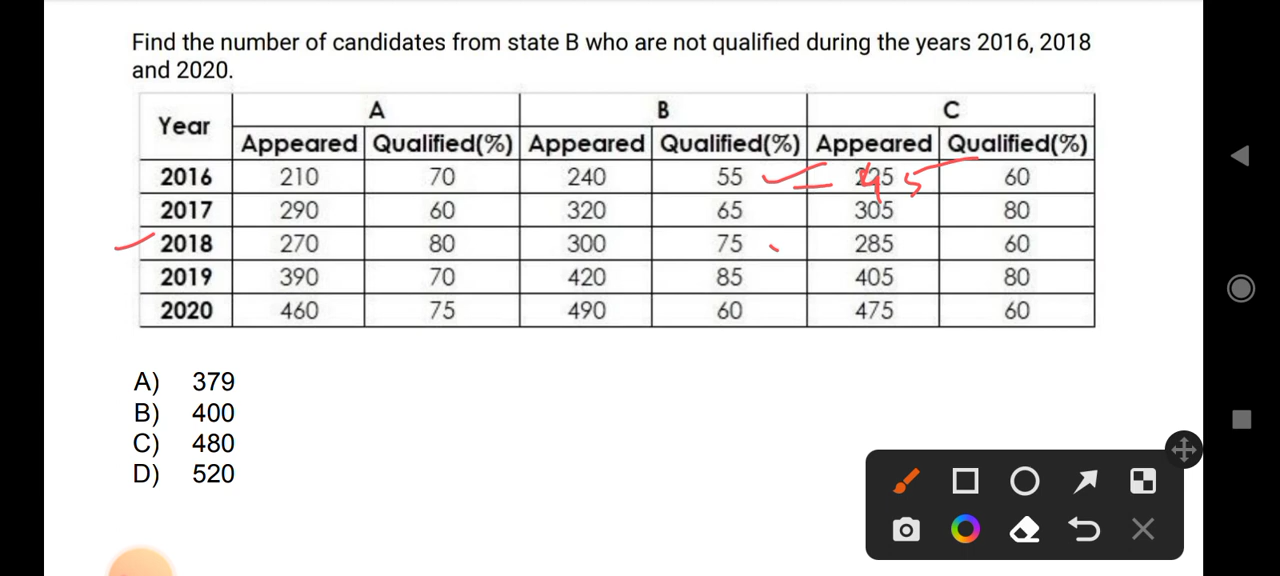 Find the number of candidates from state B who are not qualified during the years 2016, 2018
and 2020.
Year A B C
Appeared Qualified(%) Appeared Qualified(%) Appeared Qualified(%)
2016 210 70 240 55 = 45 225 60
2017 290 60 320 65 305 80
2018 270 80 300 75 285 60
2019 390 70 420 85 405 80
2020 460 75 490 60 475 60
A) 379
B) 400
C) 480
D) 520